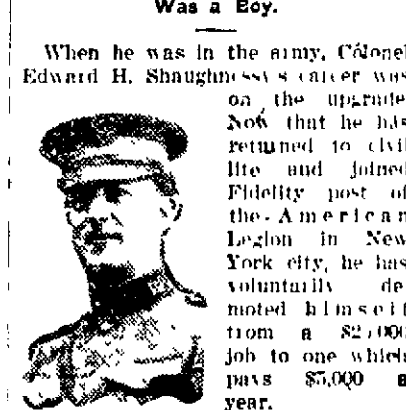 Was a Boy.
When he was in the army, Colonel
Edward H. Shaughnessy's career was
on the upgrade.
Now that he has
returned to civil
life and joined
Fidelity post of
the American
Legion in New
York city, he has
voluntarily de-
moted himself
from a $25,000
job to one which
pays $5,000 a
year.